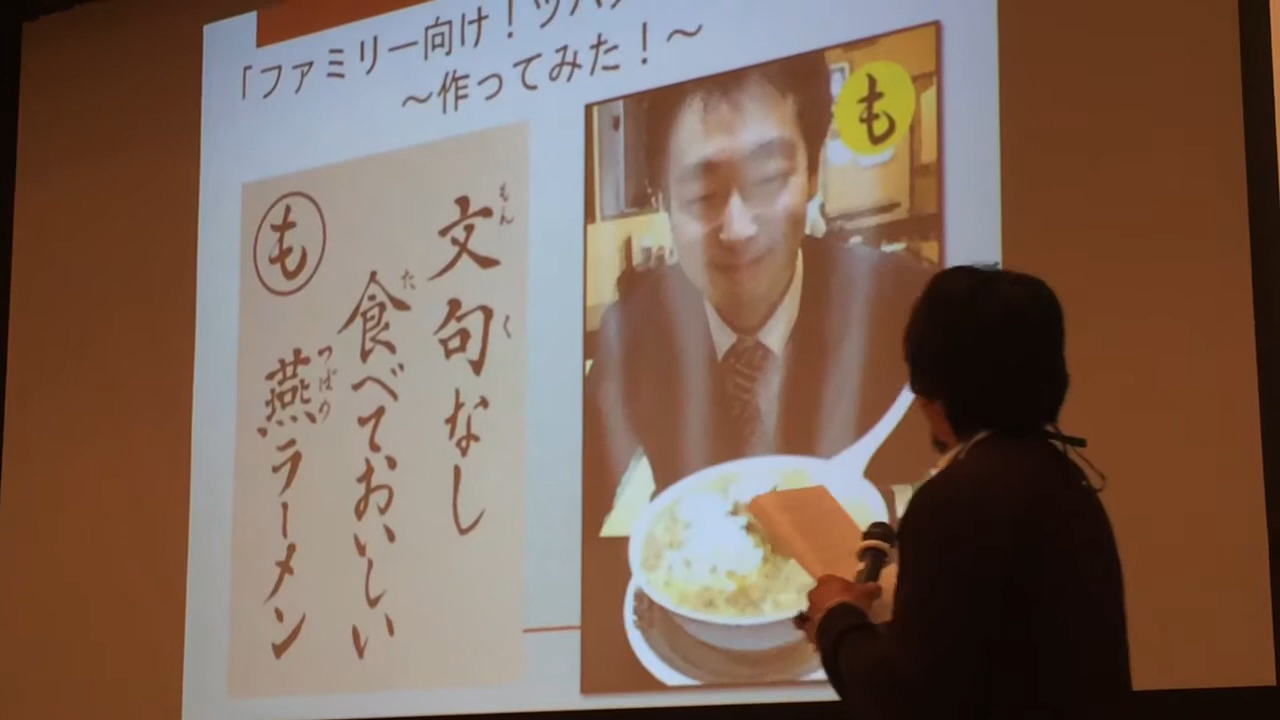 「ファミリー向け！ツバ
～作ってみた！～
も
文句なし
もんく
食べておいしい
た
燕ラーメン
つばめ
も